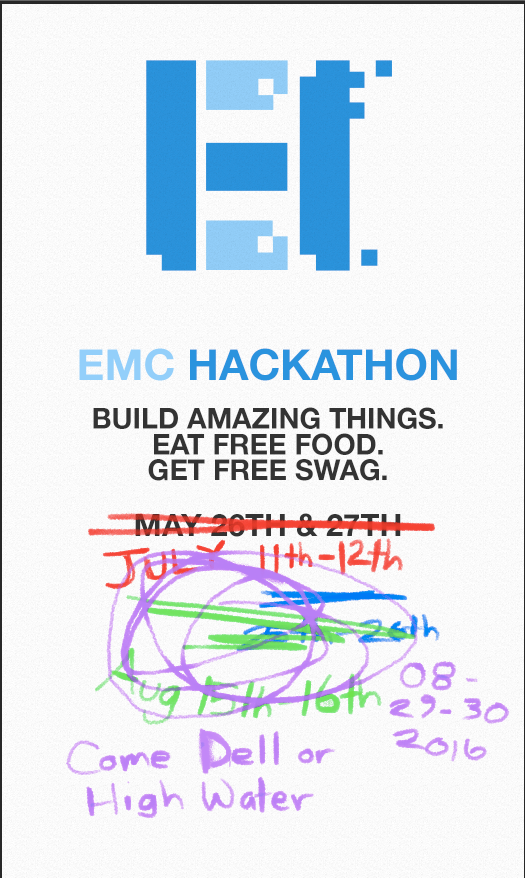 EMC HACKATHON
BUILD AMAZING THINGS.
EAT FREE FOOD.
GET FREE SWAG.
MAY 26TH & 27TH
JULY 11th-12th
Aug 15th-16th
08-
29-30
2016
Come Dell or
High Water